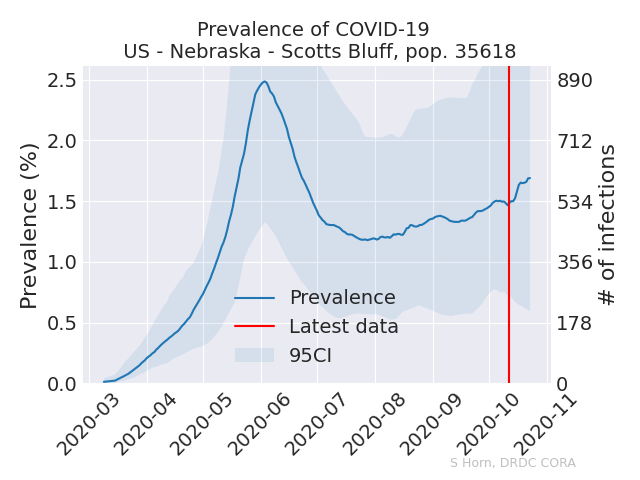 Prevalence of COVID-19
US - Nebraska - Scotts Bluff, pop. 35618
Prevalence (%)
2.5
2.0
1.5
1.0
0.5
0.0
890
712
534
356
178
0
# of infections
Prevalence
Latest data
95CI
2020-03
2020-04
2020-05
2020-06
2020-07
2020-08
2020-09
2020-10
2020-11
S Horn, DRDC CORA